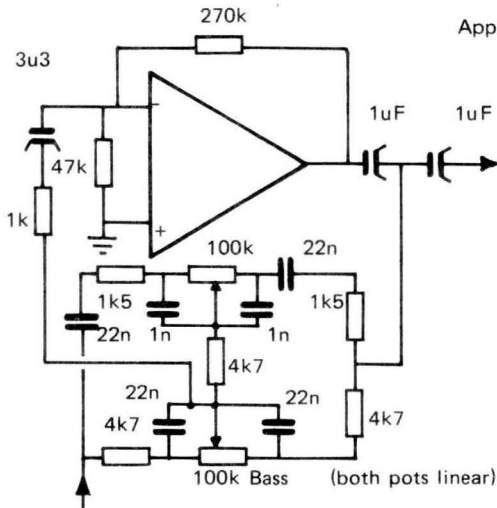 270k
App
3u3
1uF
1uF
−
47k
+
1k
100k
22n
1k5
1n
1n
1k5
22n
4k7
22n
22n
4k7
4k7
100k Bass
(both pots linear)